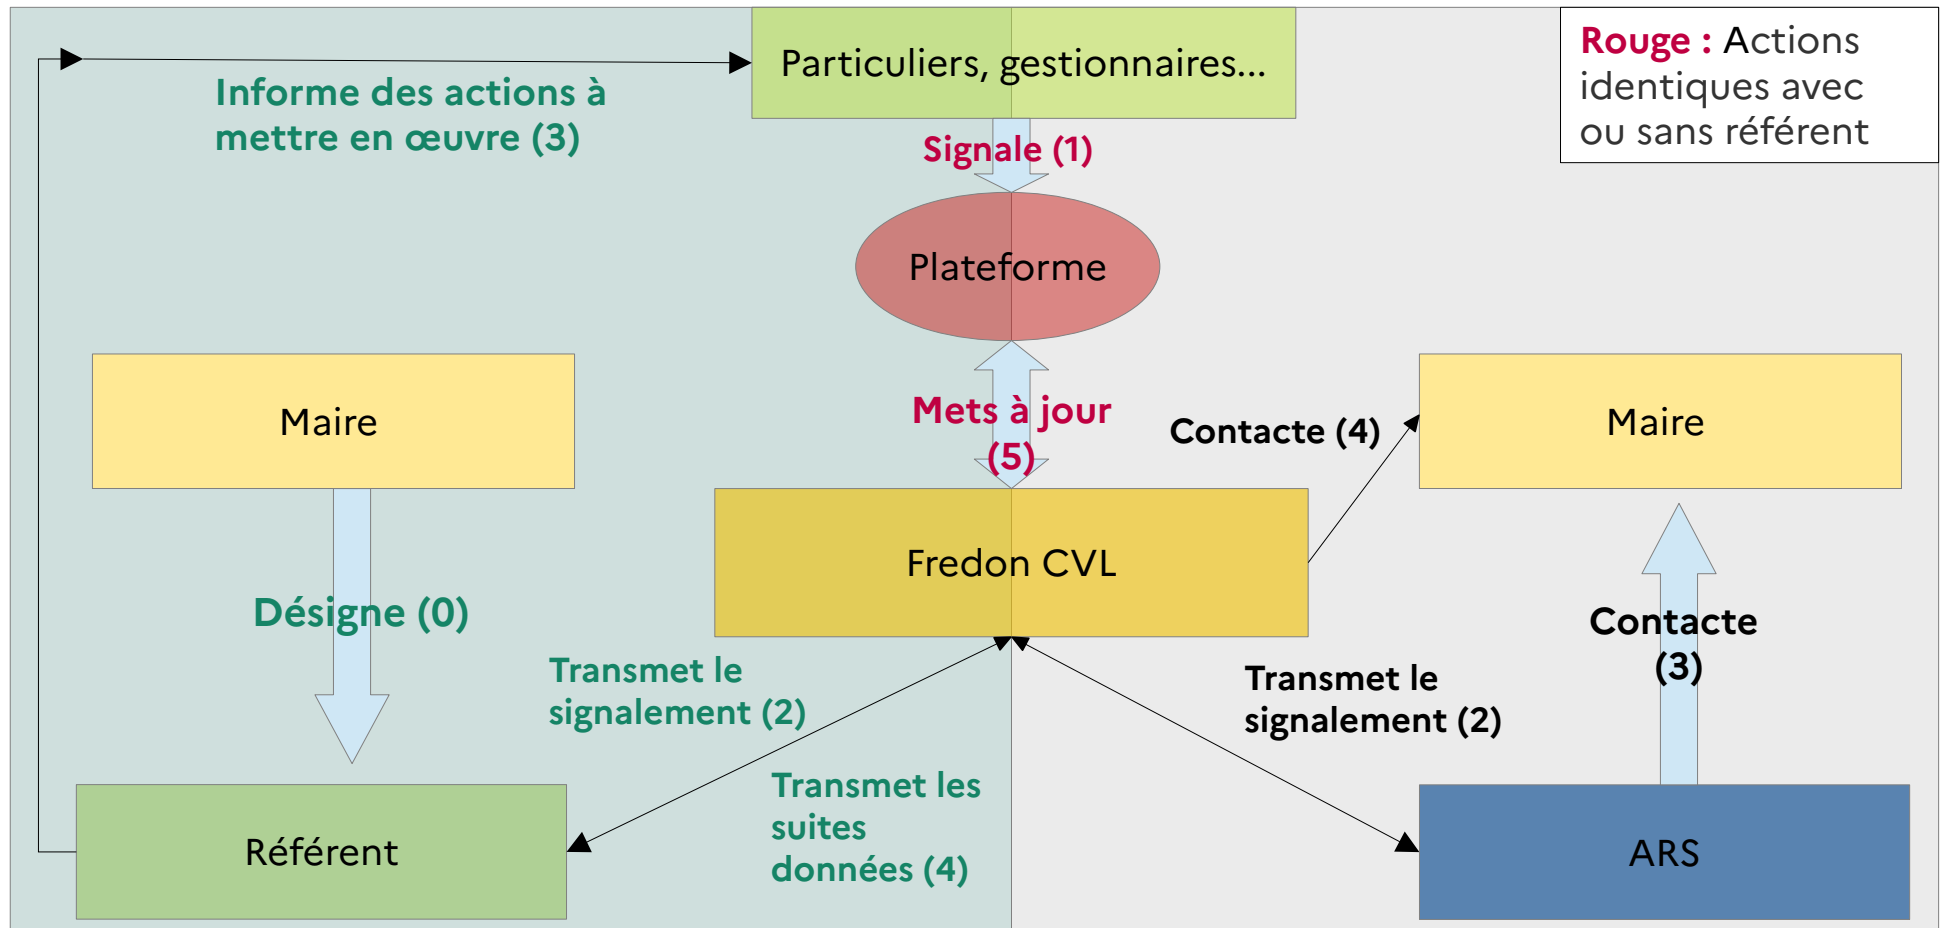 Particuliers, gestionnaires...
Rouge : Actions
identiques avec
ou sans référent
Informe des actions à
mettre en œuvre (3)
Signale (1)
Plateforme
Maire
Mets à jour
(5)
Contacte (4)
Maire
Fredon CVL
Désigne (0)
Contacte
(3)
Transmet le
signalement (2)
Transmet le
signalement (2)
Transmet les
suites
données (4)
Référent
ARS